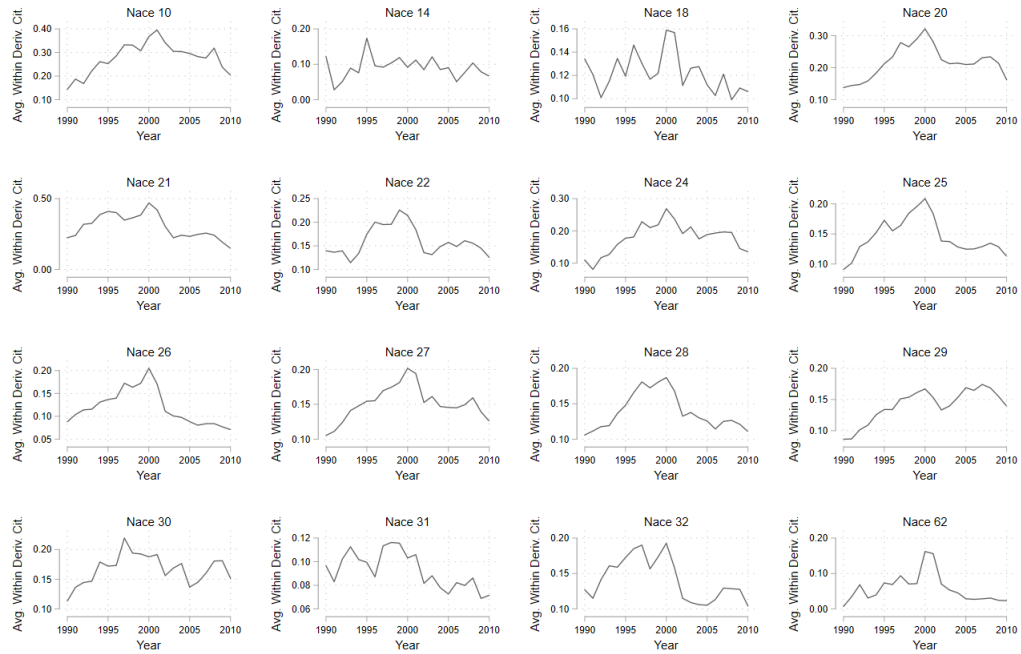 Nace 10
Avg. Within Deriv. Cit.
0.40
0.30
0.20
0.10
1990 1995 2000 2005 2010
Year
Nace 14
Avg. Within Deriv. Cit.
0.20
0.10
0.00
1990 1995 2000 2005 2010
Year
Nace 18
Avg. Within Deriv. Cit.
0.16
0.14
0.12
0.10
1990 1995 2000 2005 2010
Year
Nace 20
Avg. Within Deriv. Cit.
0.30
0.20
0.10
1990 1995 2000 2005 2010
Year
Nace 21
Avg. Within Deriv. Cit.
0.50
0.00
1990 1995 2000 2005 2010
Year
Nace 22
Avg. Within Deriv. Cit.
0.25
0.20
0.15
0.10
1990 1995 2000 2005 2010
Year
Nace 24
Avg. Within Deriv. Cit.
0.30
0.20
0.10
1990 1995 2000 2005 2010
Year
Nace 25
Avg. Within Deriv. Cit.
0.20
0.15
0.10
1990 1995 2000 2005 2010
Year
Nace 26
Avg. Within Deriv. Cit.
0.20
0.15
0.10
0.05
1990 1995 2000 2005 2010
Year
Nace 27
Avg. Within Deriv. Cit.
0.20
0.15
0.10
1990 1995 2000 2005 2010
Year
Nace 28
Avg. Within Deriv. Cit.
0.20
0.15
0.10
1990 1995 2000 2005 2010
Year
Nace 29
Avg. Within Deriv. Cit.
0.20
0.15
0.10
1990 1995 2000 2005 2010
Year
Nace 30
Avg. Within Deriv. Cit.
0.20
0.15
0.10
1990 1995 2000 2005 2010
Year
Nace 31
Avg. Within Deriv. Cit.
0.12
0.10
0.08
0.06
1990 1995 2000 2005 2010
Year
Nace 32
Avg. Within Deriv. Cit.
0.20
0.15
0.10
1990 1995 2000 2005 2010
Year
Nace 62
Avg. Within Deriv. Cit.
0.20
0.10
0.00
1990 1995 2000 2005 2010
Year